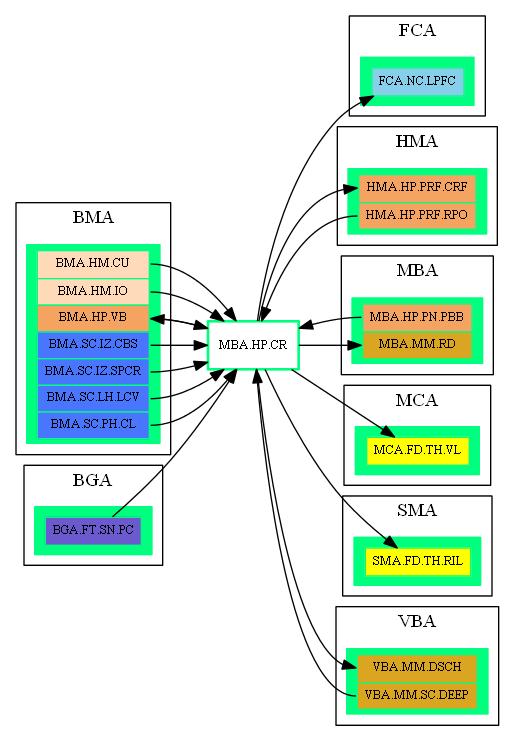 BMA
BMA.HM.CU
BMA.HM.IO
BMA.HP.VB
BMA.SC.IZ.CBS
BMA.SC.IZ.SPCR
BMA.SC.LH.LCV
BMA.SC.PH.CL
BGA
BGA.FT.SN.PC
MBA.HP.CR
FCA
FCA.NC.LPFC
HMA
HMA.HP.PRF.CRF
HMA.HP.PRF.RPO
MBA
MBA.HP.PN.PBB
MBA.MM.RD
MCA
MCA.FD.TH.VL
SMA
SMA.FD.TH.RIL
VBA
VBA.MM.DSCH
VBA.MM.SC.DEEP